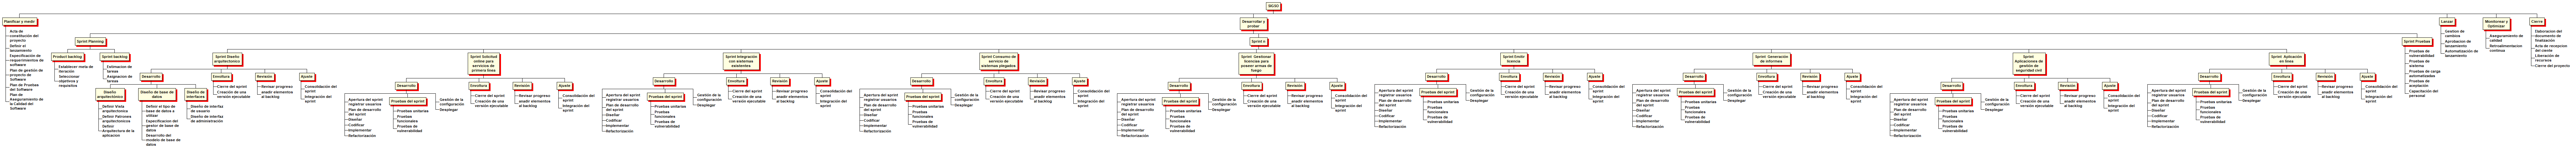 SIGSO
Planificar y medir
Acta de
constitución del
proyecto
Definir el
lanzamiento
Especificación de
requerimientos de
software
Plan de gestión de
proyecto de
Software
Plan de Pruebas
del Software
Plan de
Aseguramiento de
la Calidad del
Software
Desarrollar y
probar
Sprint Planning
Product backlog
Establecer meta de
iteración
Seleccionar
objetivos y
requisitos
Sprint backlog
Estimacion de
tareas
Asignacion de
tareas
Sprint n
Sprint Diseño
arquitectonico
Desarrollo
Diseño
arquitectónico
Definir Vista
arquitectonica
Definir Patrones
arquitectonicos
Definir
Arquitectura de la
aplicacion
Diseño de base de
datos
Definir el tipo de
base de datos a
utilizar
Especificacion del
gestor de base de
datos
Desarrollo del
modelo de base de
datos
Diseño de
interfaces
Diseño de interfaz
de usuario
Diseño de interfaz
de administración
Envoltura
Cierre del sprint
Creación de una
versión ejecutable
Revisión
Revisar progreso
añadir elementos
al backlog
Ajuste
Consolidación del
sprint
Integración del
sprint
Sprint Solicitud
online para
servicios de
primera linea
Desarrollo
Apertura del sprint
registrar usuarios
Plan de desarrollo
del sprint
Diseñar
Codificar
Implementar
Refactorización
Pruebas del sprint
Pruebas unitarias
Pruebas
funcionales
Pruebas de
vulnerabilidad
Gestión de la
configuración
Desplegar
Envoltura
Cierre del sprint
Creación de una
versión ejecutable
Revisión
Revisar progreso
añadir elementos
al backlog
Ajuste
Consolidación del
sprint
Integración del
sprint
Sprint Integración
con sistemas
existentes
Desarrollo
Apertura del sprint
registrar usuarios
Plan de desarrollo
del sprint
Diseñar
Codificar
Implementar
Refactorización
Pruebas del sprint
Pruebas unitarias
Pruebas
funcionales
Pruebas de
vulnerabilidad
Gestión de la
configuración
Desplegar
Envoltura
Cierre del sprint
Creación de una
versión ejecutable
Revisión
Revisar progreso
añadir elementos
al backlog
Ajuste
Consolidación del
sprint
Integración del
sprint
Sprint Consumo de
servicio de
sistemas plegados
Desarrollo
Apertura del sprint
registrar usuarios
Plan de desarrollo
del sprint
Diseñar
Codificar
Implementar
Refactorización
Pruebas del sprint
Pruebas unitarias
Pruebas
funcionales
Pruebas de
vulnerabilidad
Gestión de la
configuración
Desplegar
Envoltura
Cierre del sprint
Creación de una
versión ejecutable
Revisión
Revisar progreso
añadir elementos
al backlog
Ajuste
Consolidación del
sprint
Integración del
sprint
Sprint Gestionar
licencias para
poseer armas de
fuego
Desarrollo
Apertura del sprint
registrar usuarios
Plan de desarrollo
del sprint
Diseñar
Codificar
Implementar
Refactorización
Pruebas del sprint
Pruebas unitarias
Pruebas
funcionales
Pruebas de
vulnerabilidad
Gestión de la
configuración
Desplegar
Envoltura
Cierre del sprint
Creación de una
versión ejecutable
Revisión
Revisar progreso
añadir elementos
al backlog
Ajuste
Consolidación del
sprint
Integración del
sprint
Sprint Emitir
licencia
Desarrollo
Apertura del sprint
registrar usuarios
Plan de desarrollo
del sprint
Diseñar
Codificar
Implementar
Refactorización
Pruebas del sprint
Pruebas unitarias
Pruebas
funcionales
Pruebas de
vulnerabilidad
Gestión de la
configuración
Desplegar
Envoltura
Cierre del sprint
Creación de una
versión ejecutable
Revisión
Revisar progreso
añadir elementos
al backlog
Ajuste
Consolidación del
sprint
Integración del
sprint
Sprint Generación
de informes
Desarrollo
Apertura del sprint
registrar usuarios
Plan de desarrollo
del sprint
Diseñar
Codificar
Implementar
Refactorización
Pruebas del sprint
Pruebas unitarias
Pruebas
funcionales
Pruebas de
vulnerabilidad
Gestión de la
configuración
Desplegar
Envoltura
Cierre del sprint
Creación de una
versión ejecutable
Revisión
Revisar progreso
añadir elementos
al backlog
Ajuste
Consolidación del
sprint
Integración del
sprint
Sprint
Aplicaciones de
gestión de
seguridad civil
Desarrollo
Apertura del sprint
registrar usuarios
Plan de desarrollo
del sprint
Diseñar
Codificar
Implementar
Refactorización
Pruebas del sprint
Pruebas unitarias
Pruebas
funcionales
Pruebas de
vulnerabilidad
Gestión de la
configuración
Desplegar
Envoltura
Cierre del sprint
Creación de una
versión ejecutable
Revisión
Revisar progreso
añadir elementos
al backlog
Ajuste
Consolidación del
sprint
Integración del
sprint
Sprint Aplicación
en línea
Desarrollo
Apertura del sprint
registrar usuarios
Plan de desarrollo
del sprint
Diseñar
Codificar
Implementar
Refactorización
Pruebas del sprint
Pruebas unitarias
Pruebas
funcionales
Pruebas de
vulnerabilidad
Gestión de la
configuración
Desplegar
Envoltura
Cierre del sprint
Creación de una
versión ejecutable
Revisión
Revisar progreso
añadir elementos
al backlog
Ajuste
Consolidación del
sprint
Integración del
sprint
Sprint Pruebas
Pruebas de
vulnerabilidad
Pruebas de
sistema
Pruebas de carga
automatizadas
Pruebas de
aceptación
Capacitación del
personal
Lanzar
Gestion de
cambios
Aprobacion de
lanzamiento
Automatización de
lanzamiento
Monitorear y
Optimizar
Aseguramiento de
calidad
Retroalimentacion
continua
Cierre
Elaboracion del
documento de
finalización
Acta de recepcion
del cliente
Liberación de
recursos
Cierre del proyecto